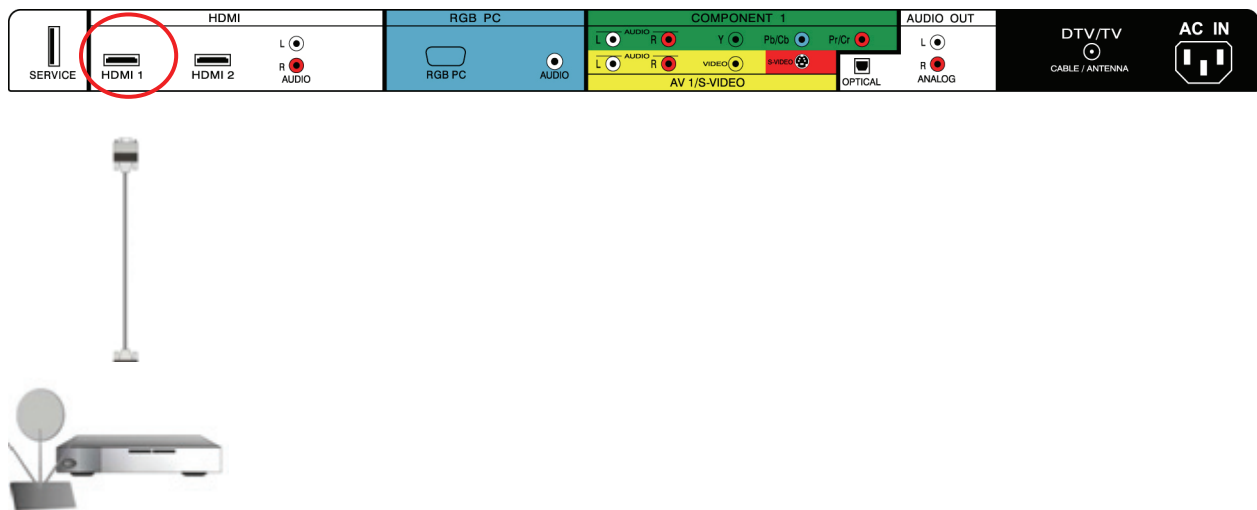 HDMI
RGB PC
COMPONENT 1
AUDIO OUT
SERVICE
HDMI 1
HDMI 2
L
R
AUDIO
RGB PC
AUDIO
L AUDIO R
Y
Pb/Cb
Pr/Cr
L AUDIO R
VIDEO
S-VIDEO
AV 1/S-VIDEO
OPTICAL
L
R
ANALOG
DTV/TV
CABLE / ANTENNA
AC IN